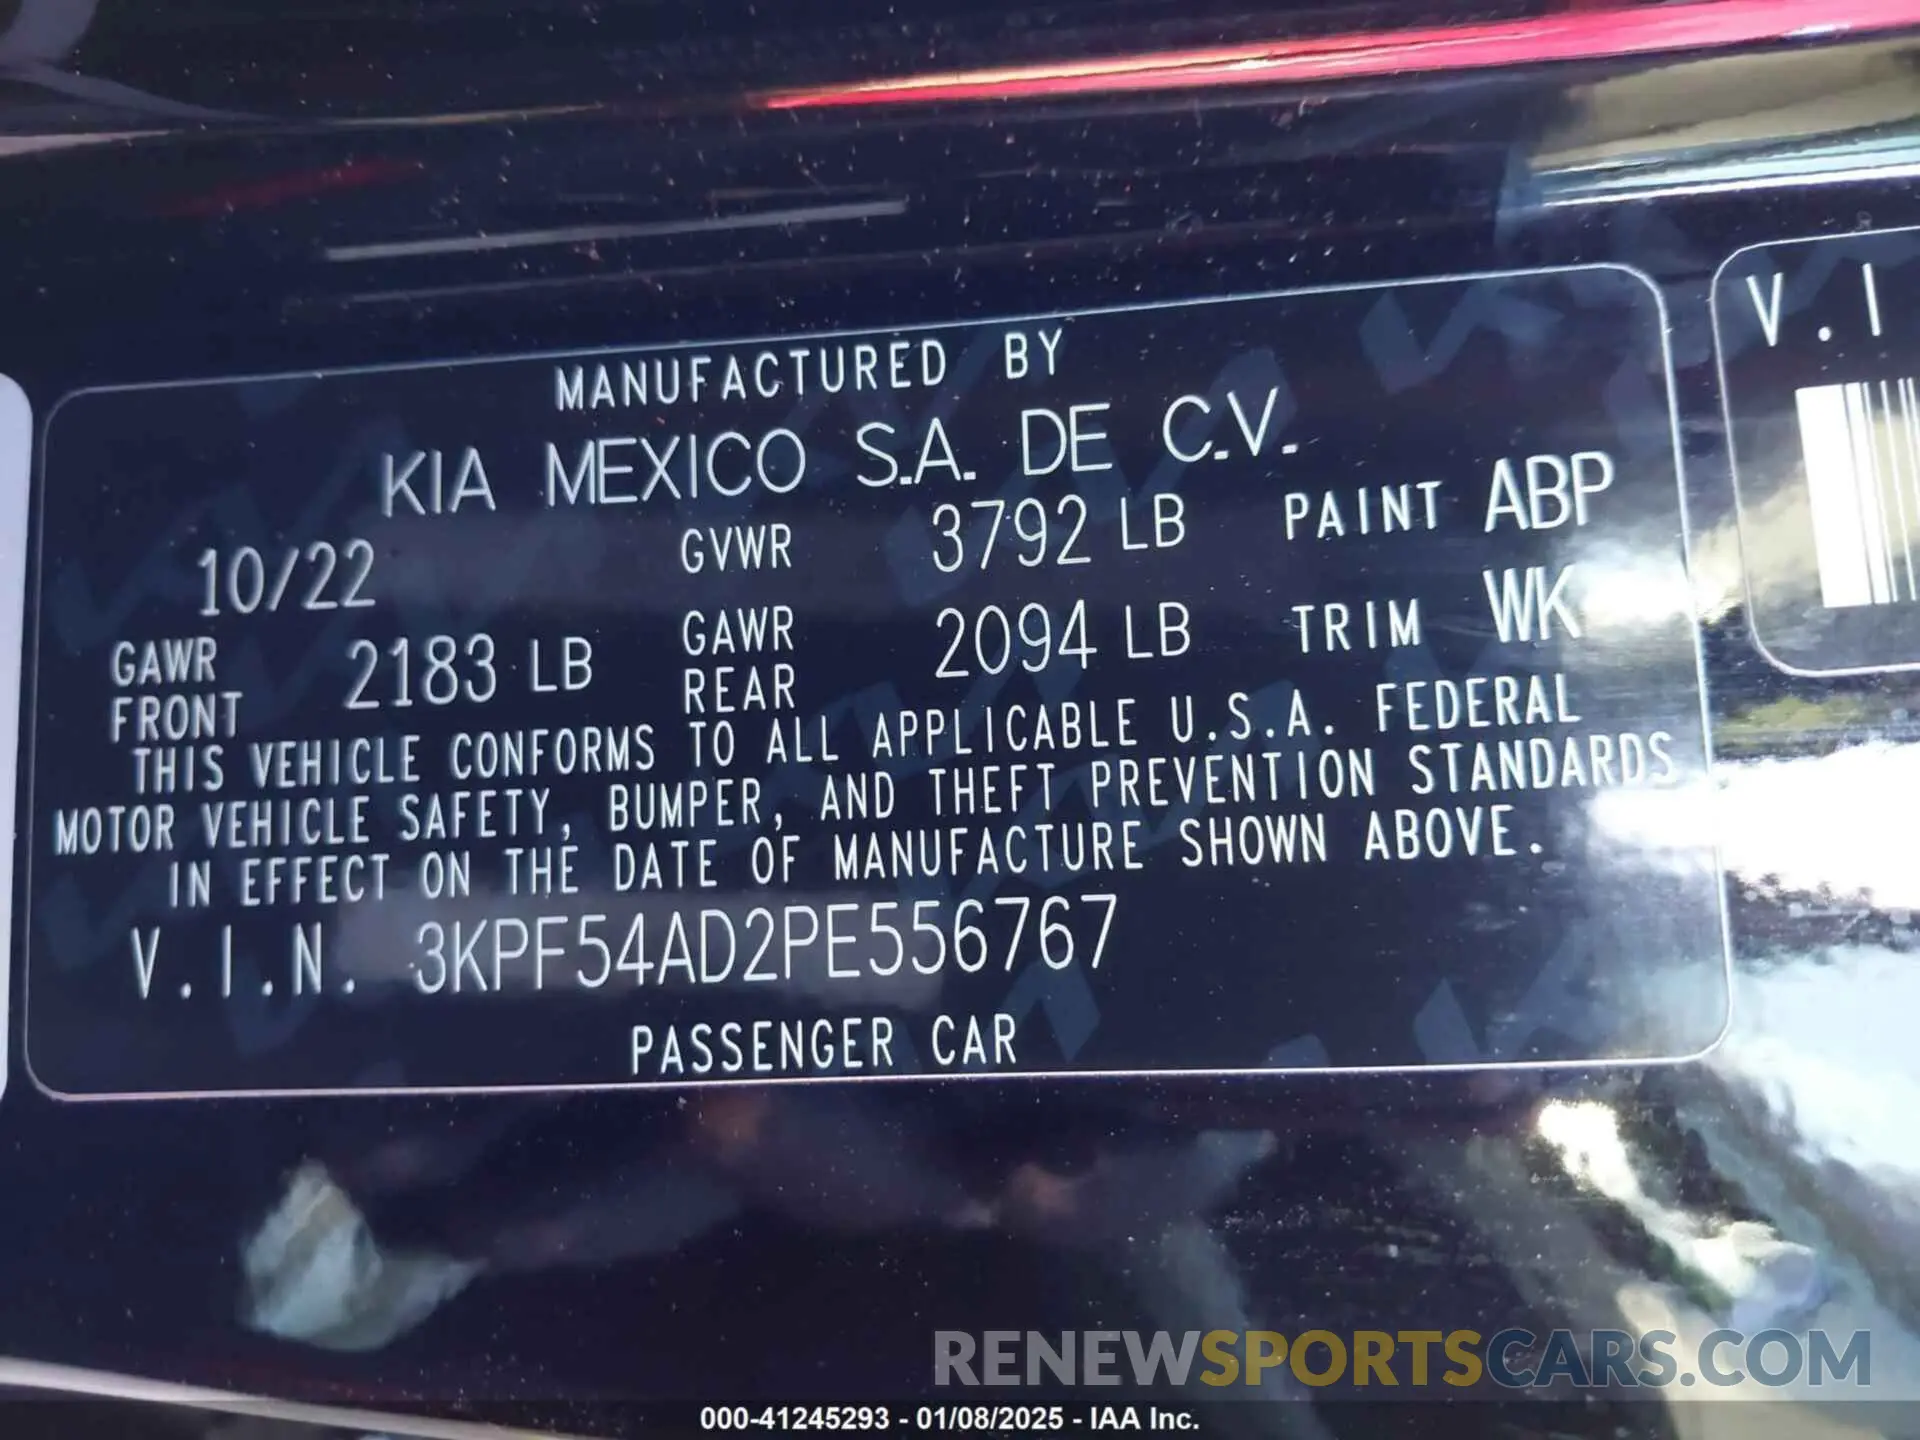 MANUFACTURED BY
KIA MEXICO S.A. DE C.V.
10/22 GVWR 3792 LB PAINT ABP
GAWR FRONT 2183 LB GAWR REAR 2094 LB TRIM WK
THIS VEHICLE CONFORMS TO ALL APPLICABLE U.S.A. FEDERAL
MOTOR VEHICLE SAFETY, BUMPER, AND THEFT PREVENTION STANDARDS
IN EFFECT ON THE DATE OF MANUFACTURE SHOWN ABOVE.
V.I.N. 3KPF54AD2PE556767
PASSENGER CAR
V.I
RENEWSPORTSCARS.COM
000-41245293 - 01/08/2025 - IAA Inc.